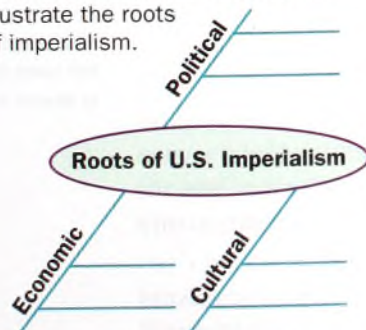 ustrate the roots
f imperialism.
Political
Roots of U.S. Imperialism
Economic
Cultural